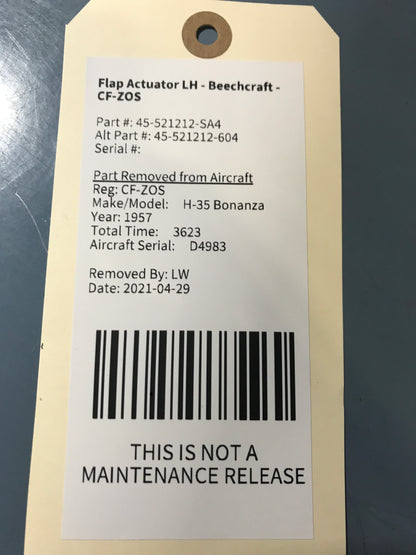 Flap Actuator LH - Beechcraft -
CF-ZOS
Part #: 45-521212-SA4
Alt Part #: 45-521212-604
Serial #:
Part Removed from Aircraft
Reg: CF-ZOS
Make/Model: H-35 Bonanza
Year: 1957
Total Time: 3623
Aircraft Serial: D4983
Removed By: LW
Date: 2021-04-29
THIS IS NOT A
MAINTENANCE RELEASE